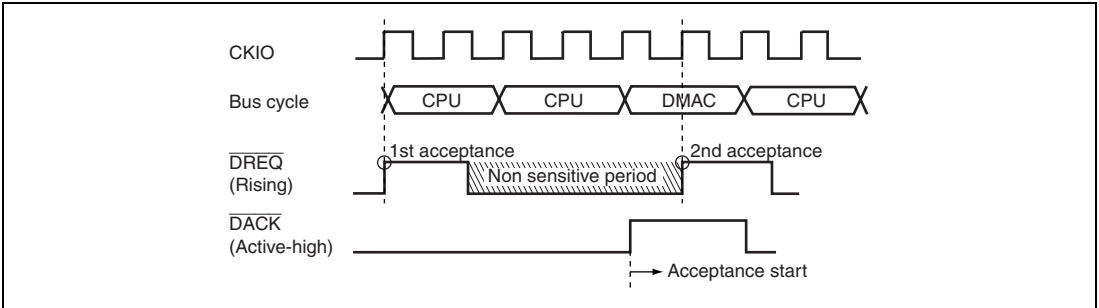 CKIO
Bus cycle CPU CPU DMAC CPU
DREQ 1st acceptance 2nd acceptance
(Rising) Non sensitive period
DACK
(Active-high)
Acceptance start